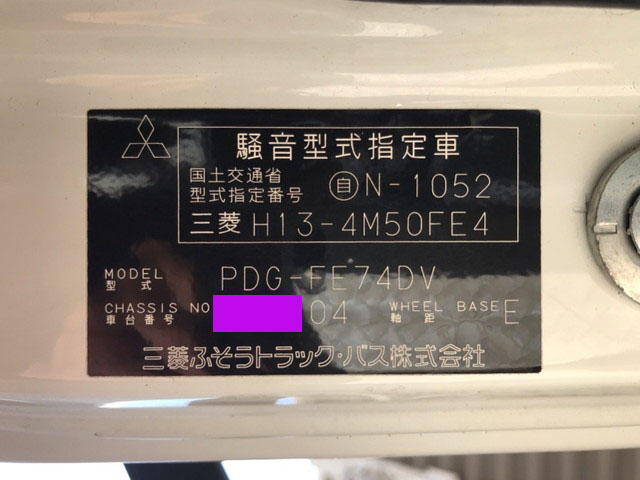 騒音型式指定車
国土交通省
型式指定番号 自N-1052
三菱 H13-4M50FE4
MODEL PDG-FE74DV
型式
CHASSIS NO 04 WHEEL BASE E
車台番号 軸距
三菱ふそうトラック・バス株式会社